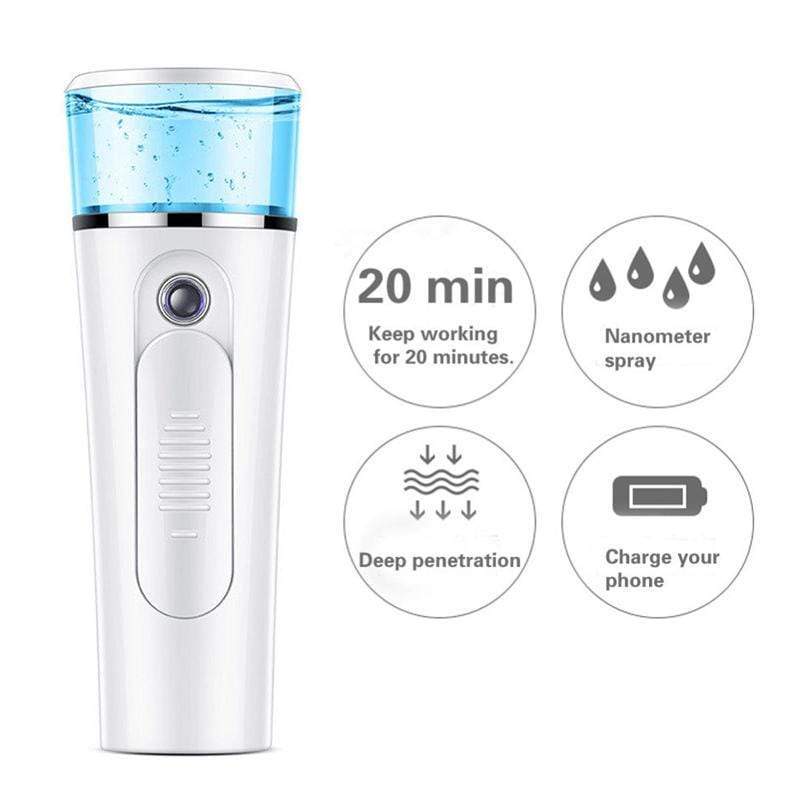 20 min
Keep working
for 20 minutes.
Nanometer
spray
Deep penetration
Charge your
phone